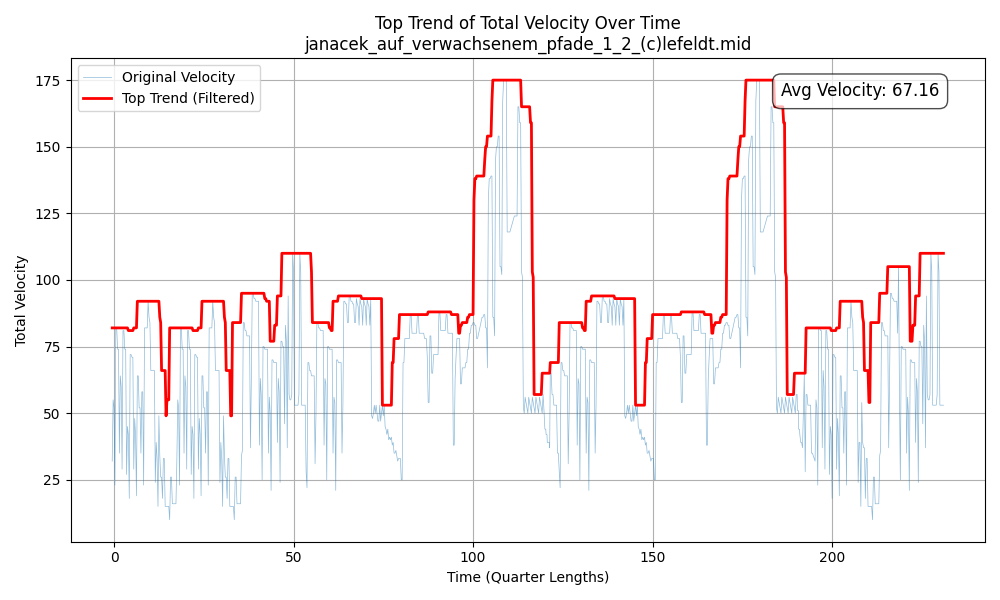 Top Trend of Total Velocity Over Time
janacek_auf_verwachsenem_pfade_1_2_(c)lefeldt.mid
Original Velocity
Top Trend (Filtered)
Avg Velocity: 67.16
Total Velocity
175
150
125
100
75
50
25
0
50
100
150
200
Time (Quarter Lengths)